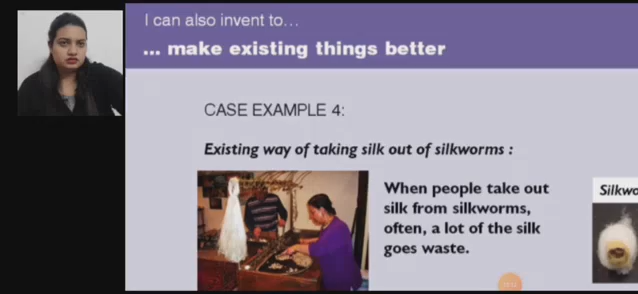 I can also invent to...
... make existing things better
CASE EXAMPLE 4:
Existing way of taking silk out of silkworms :
When people take out
silk from silkworms,
often, a lot of the silk
goes waste.